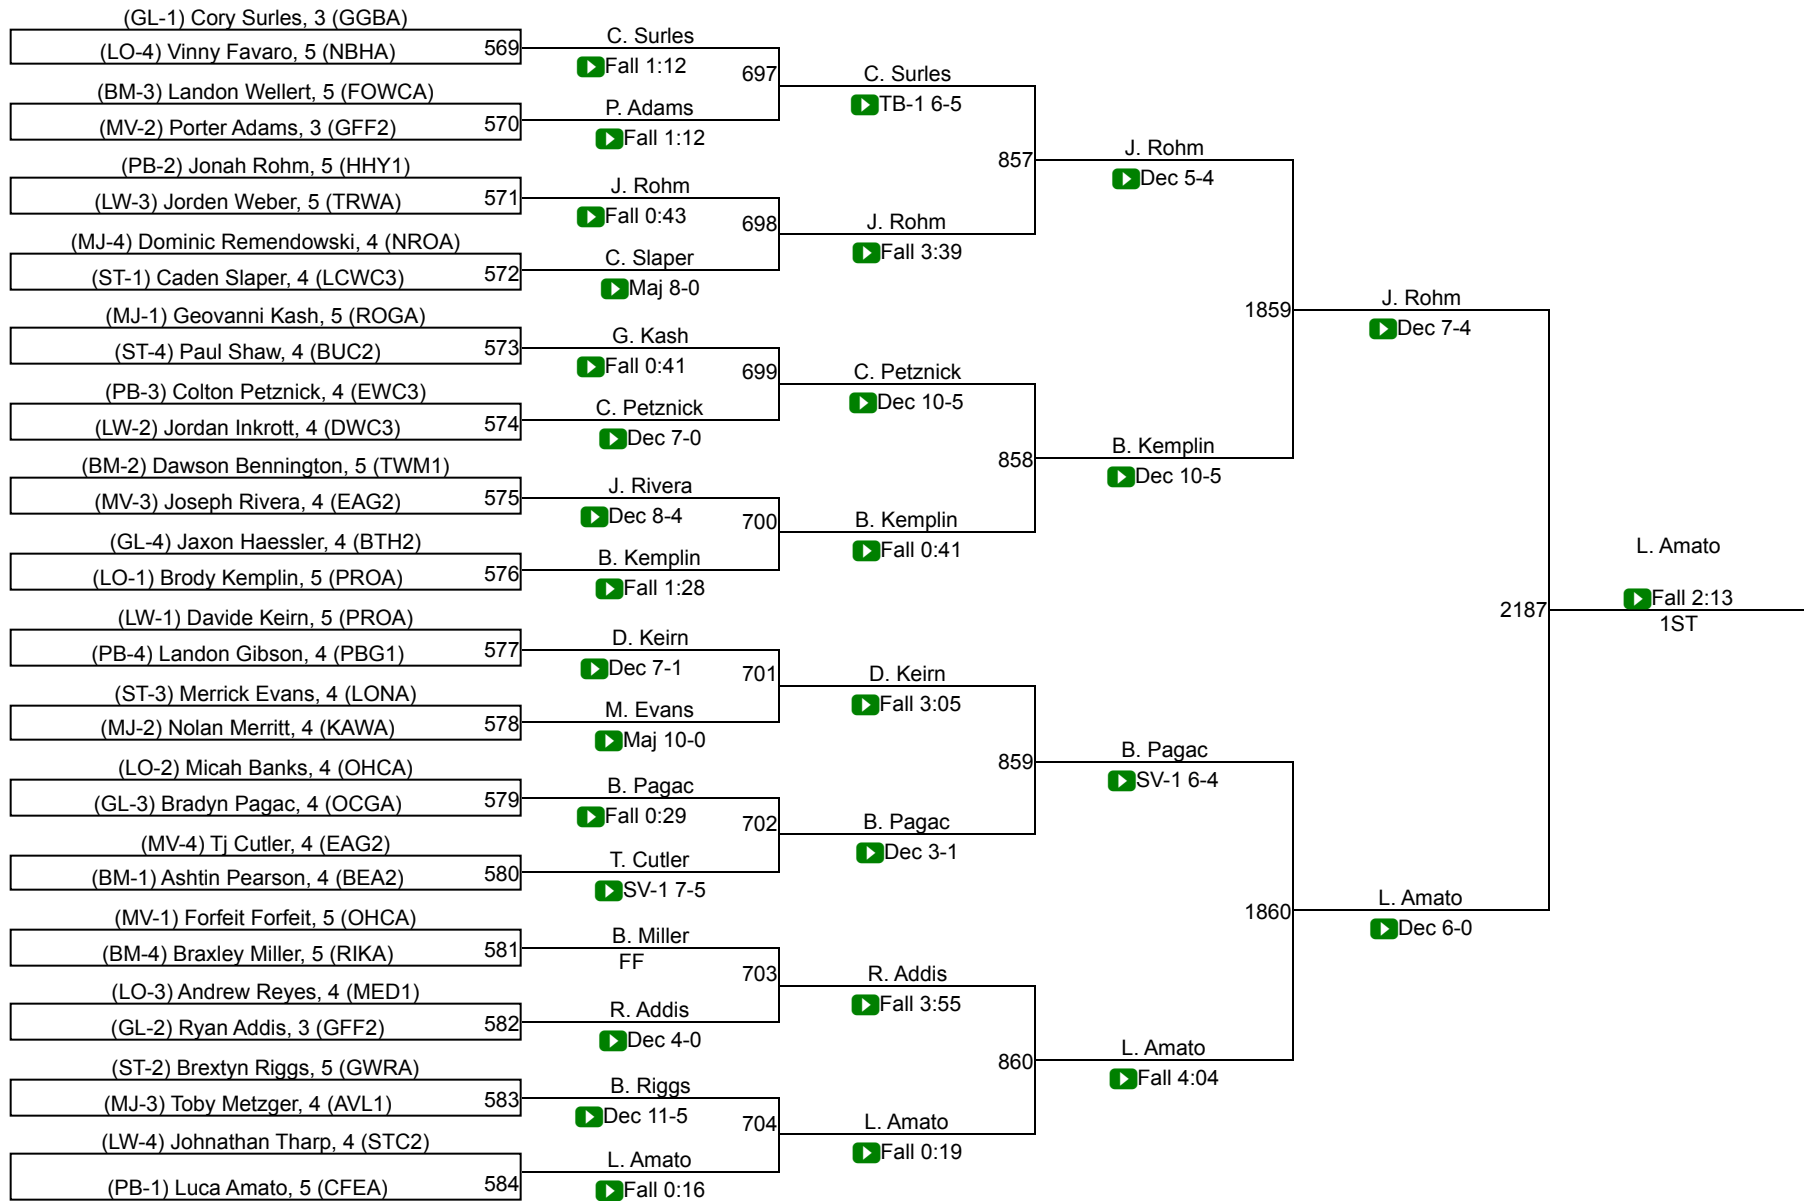 (GL-1) Cory Surles, 3 (GGBA)
(LO-4) Vinny Favaro, 5 (NBHA)
569
(BM-3) Landon Wellert, 5 (FOWCA)
(MV-2) Porter Adams, 3 (GFF2)
570
(PB-2) Jonah Rohm, 5 (HHY1)
(LW-3) Jorden Weber, 5 (TRWA)
571
(MJ-4) Dominic Remendowski, 4 (NROA)
(ST-1) Caden Slaper, 4 (LCWC3)
572
(MJ-1) Geovanni Kash, 5 (ROGA)
(ST-4) Paul Shaw, 4 (BUC2)
573
(PB-3) Colton Petznick, 4 (EWC3)
(LW-2) Jordan Inkrott, 4 (DWC3)
574
(BM-2) Dawson Bennington, 5 (TWM1)
(MV-3) Joseph Rivera, 4 (EAG2)
575
(GL-4) Jaxon Haessler, 4 (BTH2)
(LO-1) Brody Kemplin, 5 (PROA)
576
(LW-1) Davide Keirn, 5 (PROA)
(PB-4) Landon Gibson, 4 (PBG1)
577
(ST-3) Merrick Evans, 4 (LONA)
(MJ-2) Nolan Merritt, 4 (KAWA)
578
(LO-2) Micah Banks, 4 (OHCA)
(GL-3) Bradyn Pagac, 4 (OCGA)
579
(MV-4) Tj Cutler, 4 (EAG2)
(BM-1) Ashtin Pearson, 4 (BEA2)
580
(MV-1) Forfeit Forfeit, 5 (OHCA)
(BM-4) Braxley Miller, 5 (RIKA)
581
(LO-3) Andrew Reyes, 4 (MED1)
(GL-2) Ryan Addis, 3 (GFF2)
582
(ST-2) Brextyn Riggs, 5 (GWRA)
(MJ-3) Toby Metzger, 4 (AVL1)
583
(LW-4) Johnathan Tharp, 4 (STC2)
(PB-1) Luca Amato, 5 (CFEA)
584
C. Surles
Fall 1:12
697
P. Adams
Fall 1:12
J. Rohm
Fall 0:43
698
C. Slaper
Maj 8-0
G. Kash
Fall 0:41
699
C. Petznick
Dec 7-0
J. Rivera
Dec 8-4
700
B. Kemplin
Fall 1:28
D. Keirn
Dec 7-1
701
M. Evans
Maj 10-0
B. Pagac
Fall 0:29
702
T. Cutler
SV-1 7-5
B. Miller
FF
703
R. Addis
Dec 4-0
B. Riggs
Dec 11-5
704
L. Amato
Fall 0:16
C. Surles
TB-1 6-5
857
J. Rohm
Fall 3:39
C. Petznick
Dec 10-5
858
B. Kemplin
Fall 0:41
D. Keirn
Fall 3:05
859
B. Pagac
Dec 3-1
R. Addis
Fall 3:55
860
L. Amato
Fall 0:19
J. Rohm
Dec 5-4
1859
B. Kemplin
Dec 10-5
B. Pagac
SV-1 6-4
1860
L. Amato
Fall 4:04
J. Rohm
Dec 7-4
2187
L. Amato
Dec 6-0
L. Amato
Fall 2:13
1ST